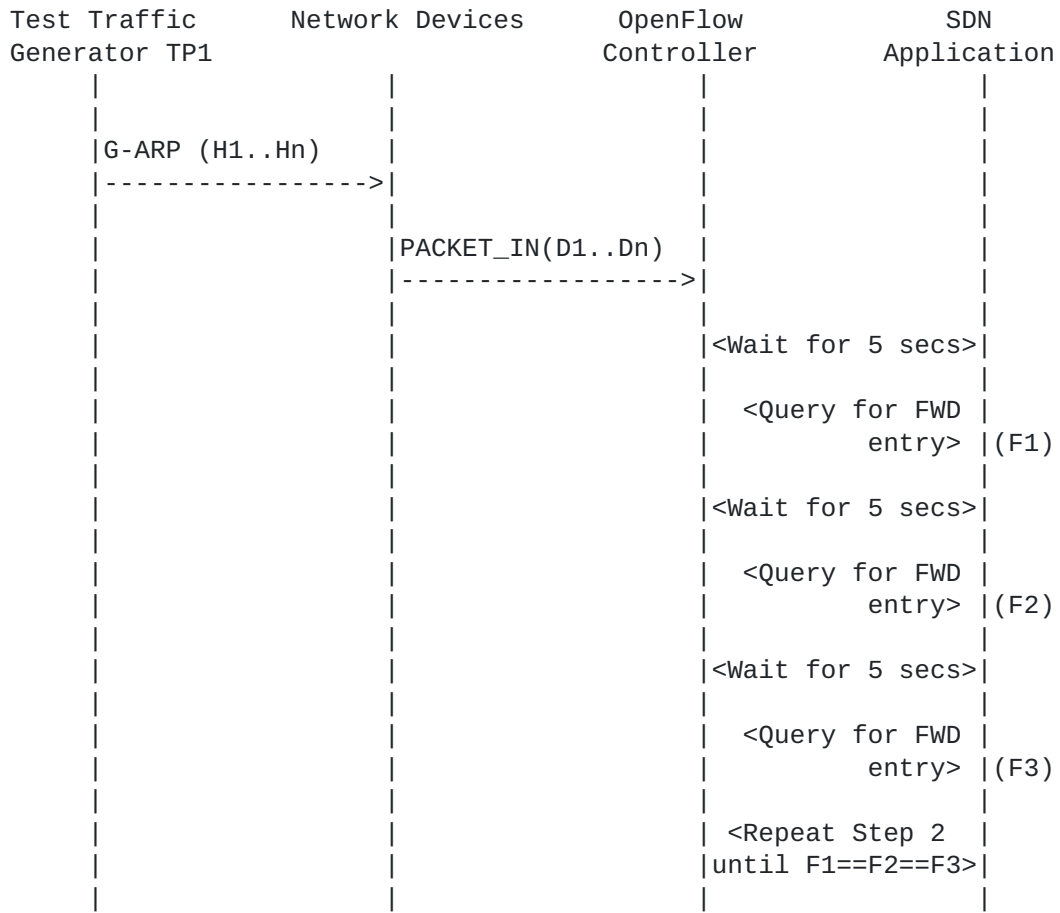 Test Traffic Network Devices OpenFlow SDN
Generator TP1 Controller Application
G-ARP (H1..Hn)
PACKET_IN(D1..Dn)
<Wait for 5 secs>
<Query for FWD
entry> (F1)
<Wait for 5 secs>
<Query for FWD
entry> (F2)
<Wait for 5 secs>
<Query for FWD
entry> (F3)
<Repeat Step 2
until F1==F2==F3>